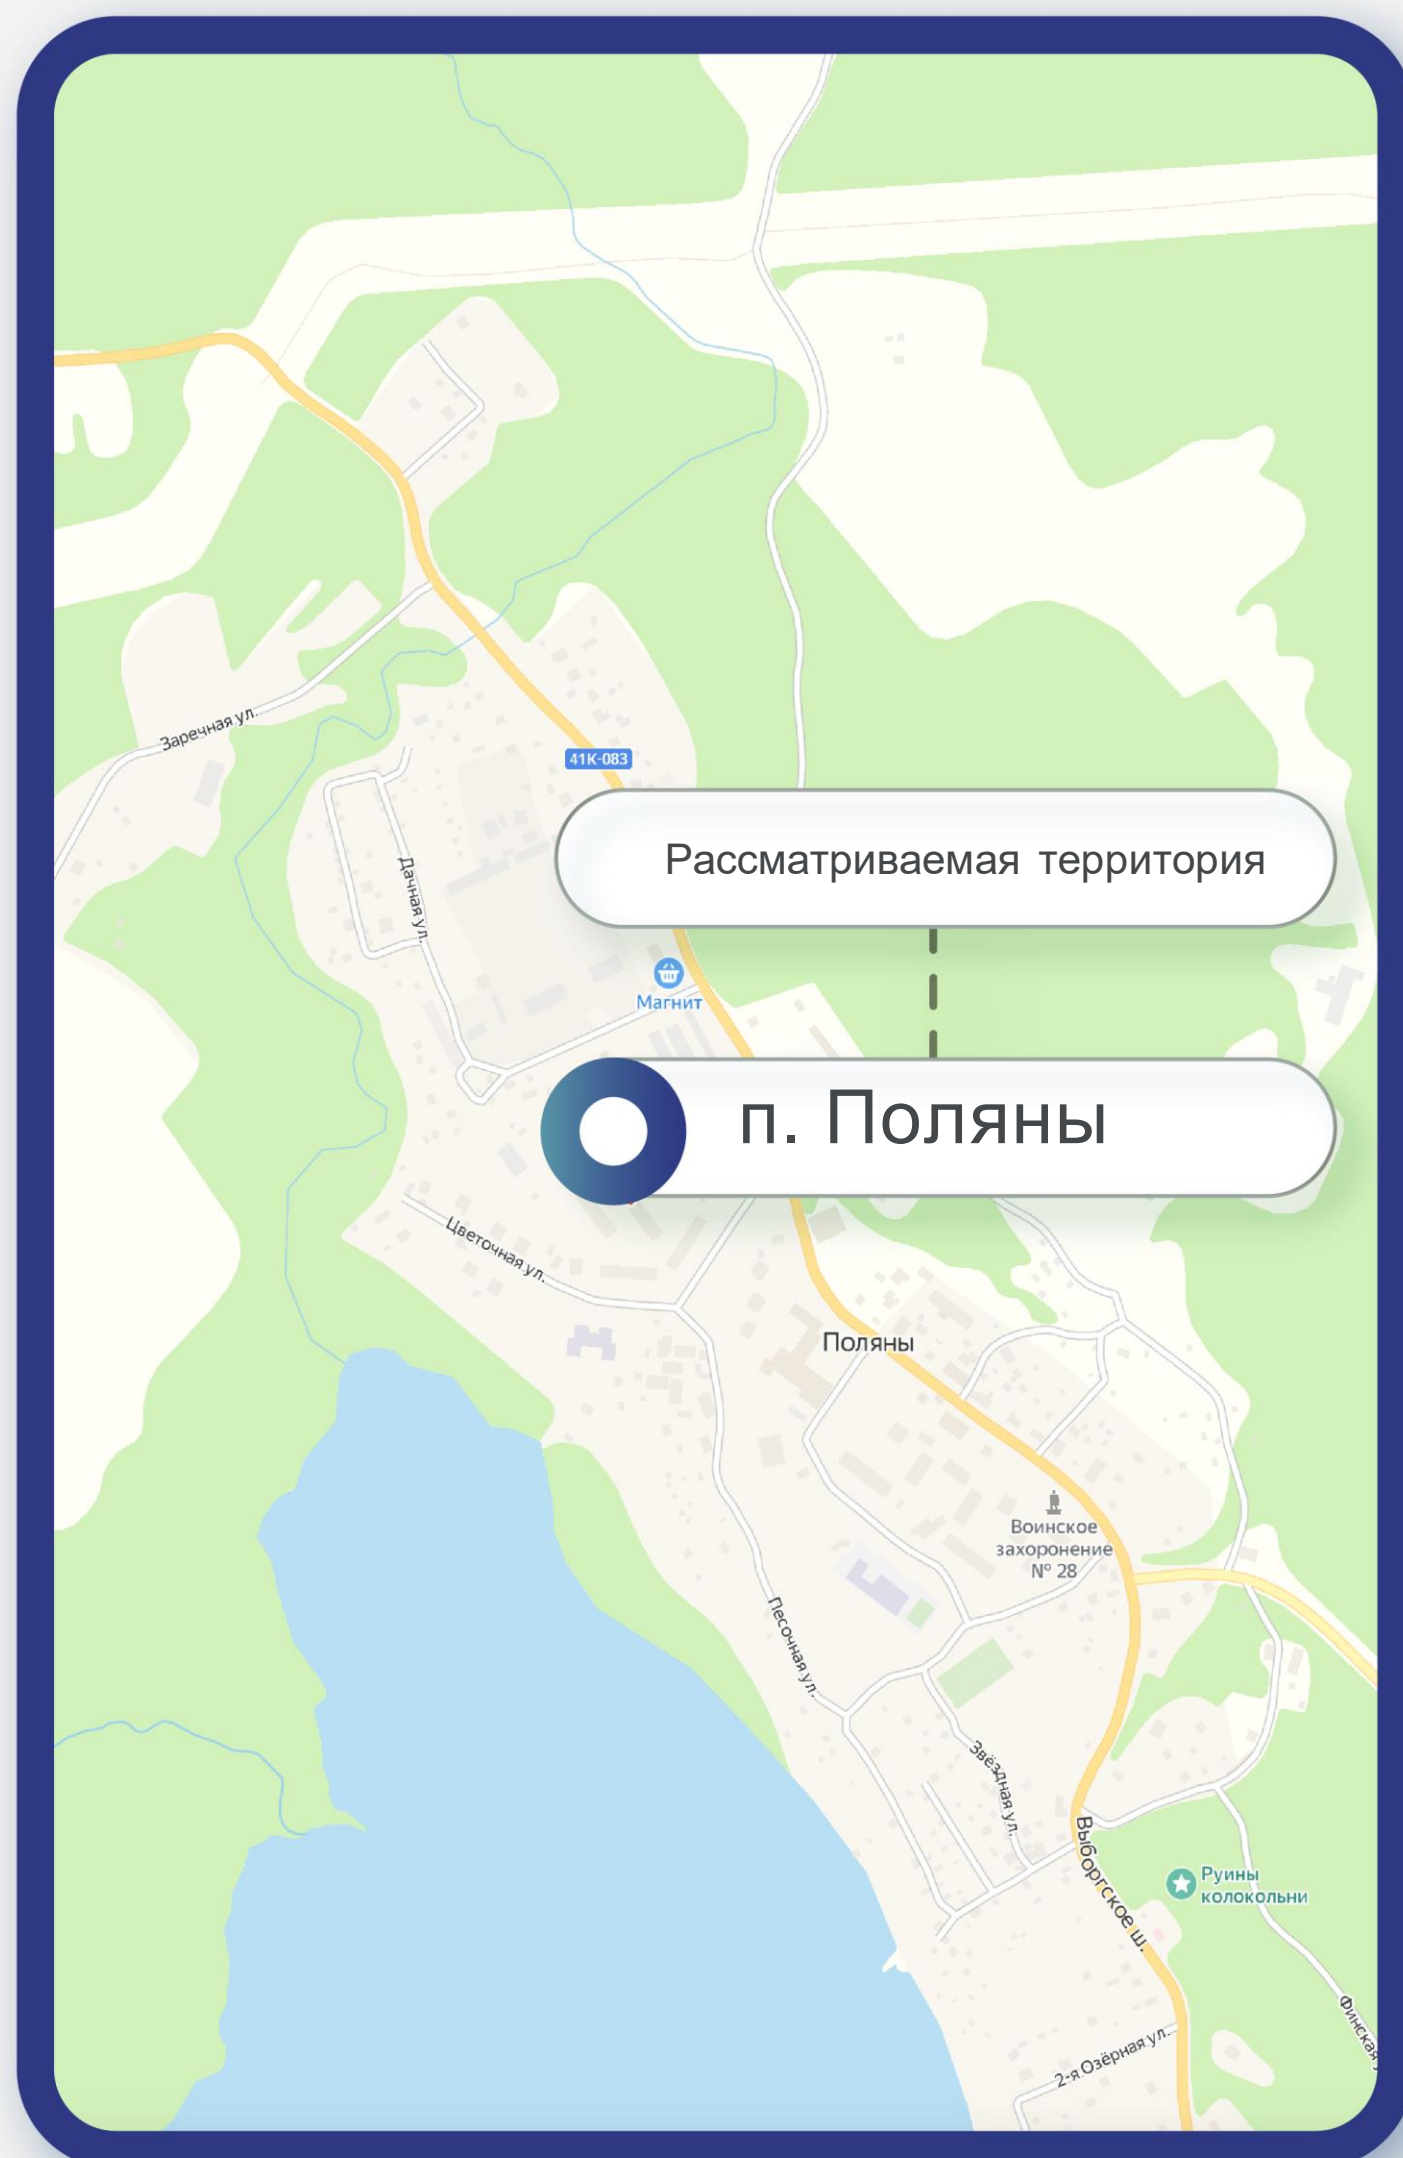 Заречная ул.
41К-083
Рассматриваемая территория
Дачная ул.
Магнит
п. Поляны
Цветочная ул.
Поляны
Воинское
захоронение
№ 28
Песочная ул.
Звёздная ул.
Выборгское ш.
Руины
колокольни
Финская
2-я Озёрная ул.